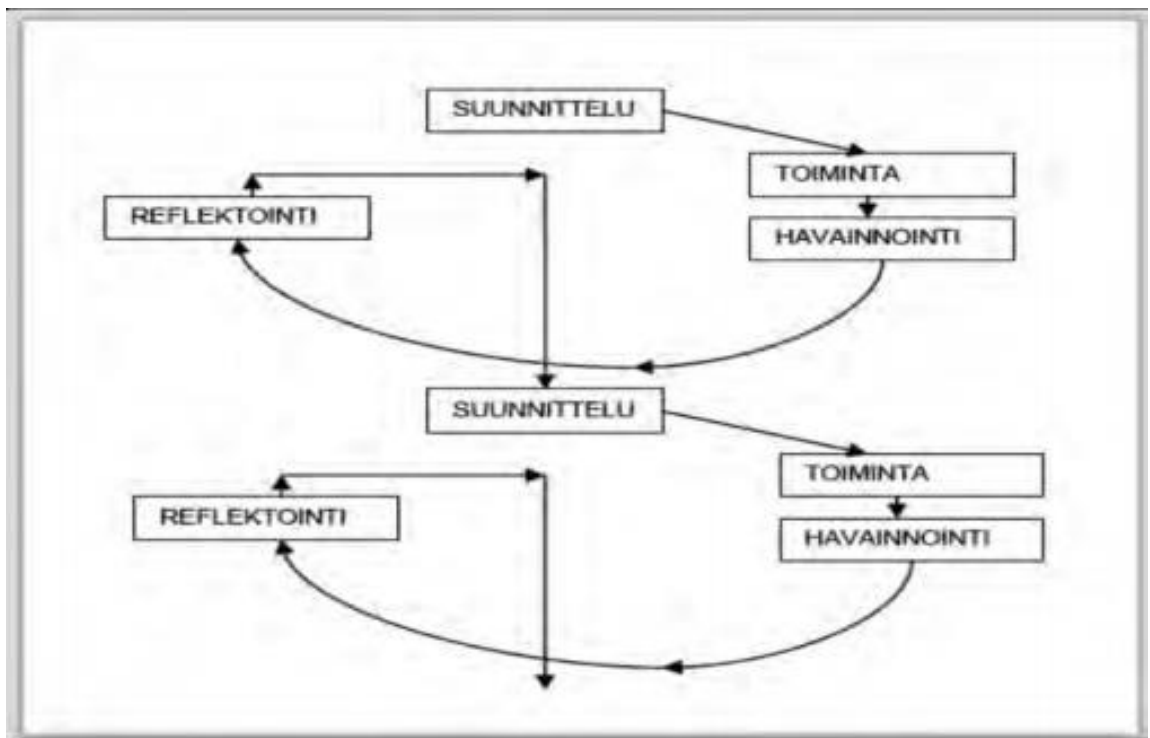 SUUNNITTELU
TOIMINTA
REFLEKTOINTI
HAVAINNOINTI
SUUNNITTELU
TOIMINTA
REFLEKTOINTI
HAVAINNOINTI